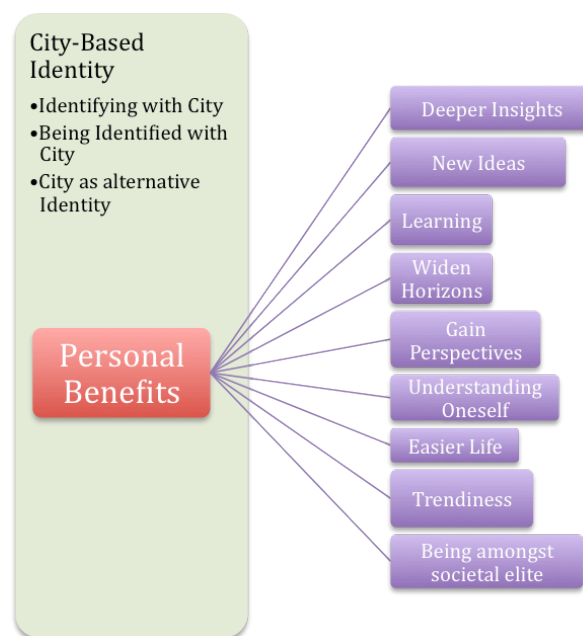 City-Based
Identity
•Identifying with City
•Being Identified with
City
•City as alternative
Identity
Personal
Benefits
Deeper Insights
New Ideas
Learning
Widen
Horizons
Gain
Perspectives
Understanding
Oneself
Easier Life
Trendiness
Being amongst
societal elite